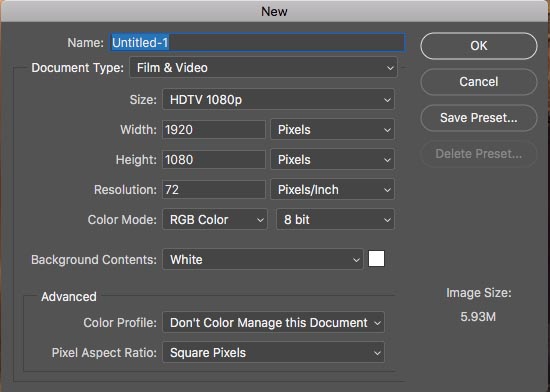 New
Name: Untitled-1 OK
Document Type: Film & Video Cancel
Size: HDTV 1080p
Width: 1920 Pixels Save Preset...
Height: 1080 Pixels Delete Preset...
Resolution: 72 Pixels/Inch
Color Mode: RGB Color 8 bit
Background Contents: White
Advanced Image Size:
Color Profile: Don't Color Manage this Document 5.93M
Pixel Aspect Ratio: Square Pixels